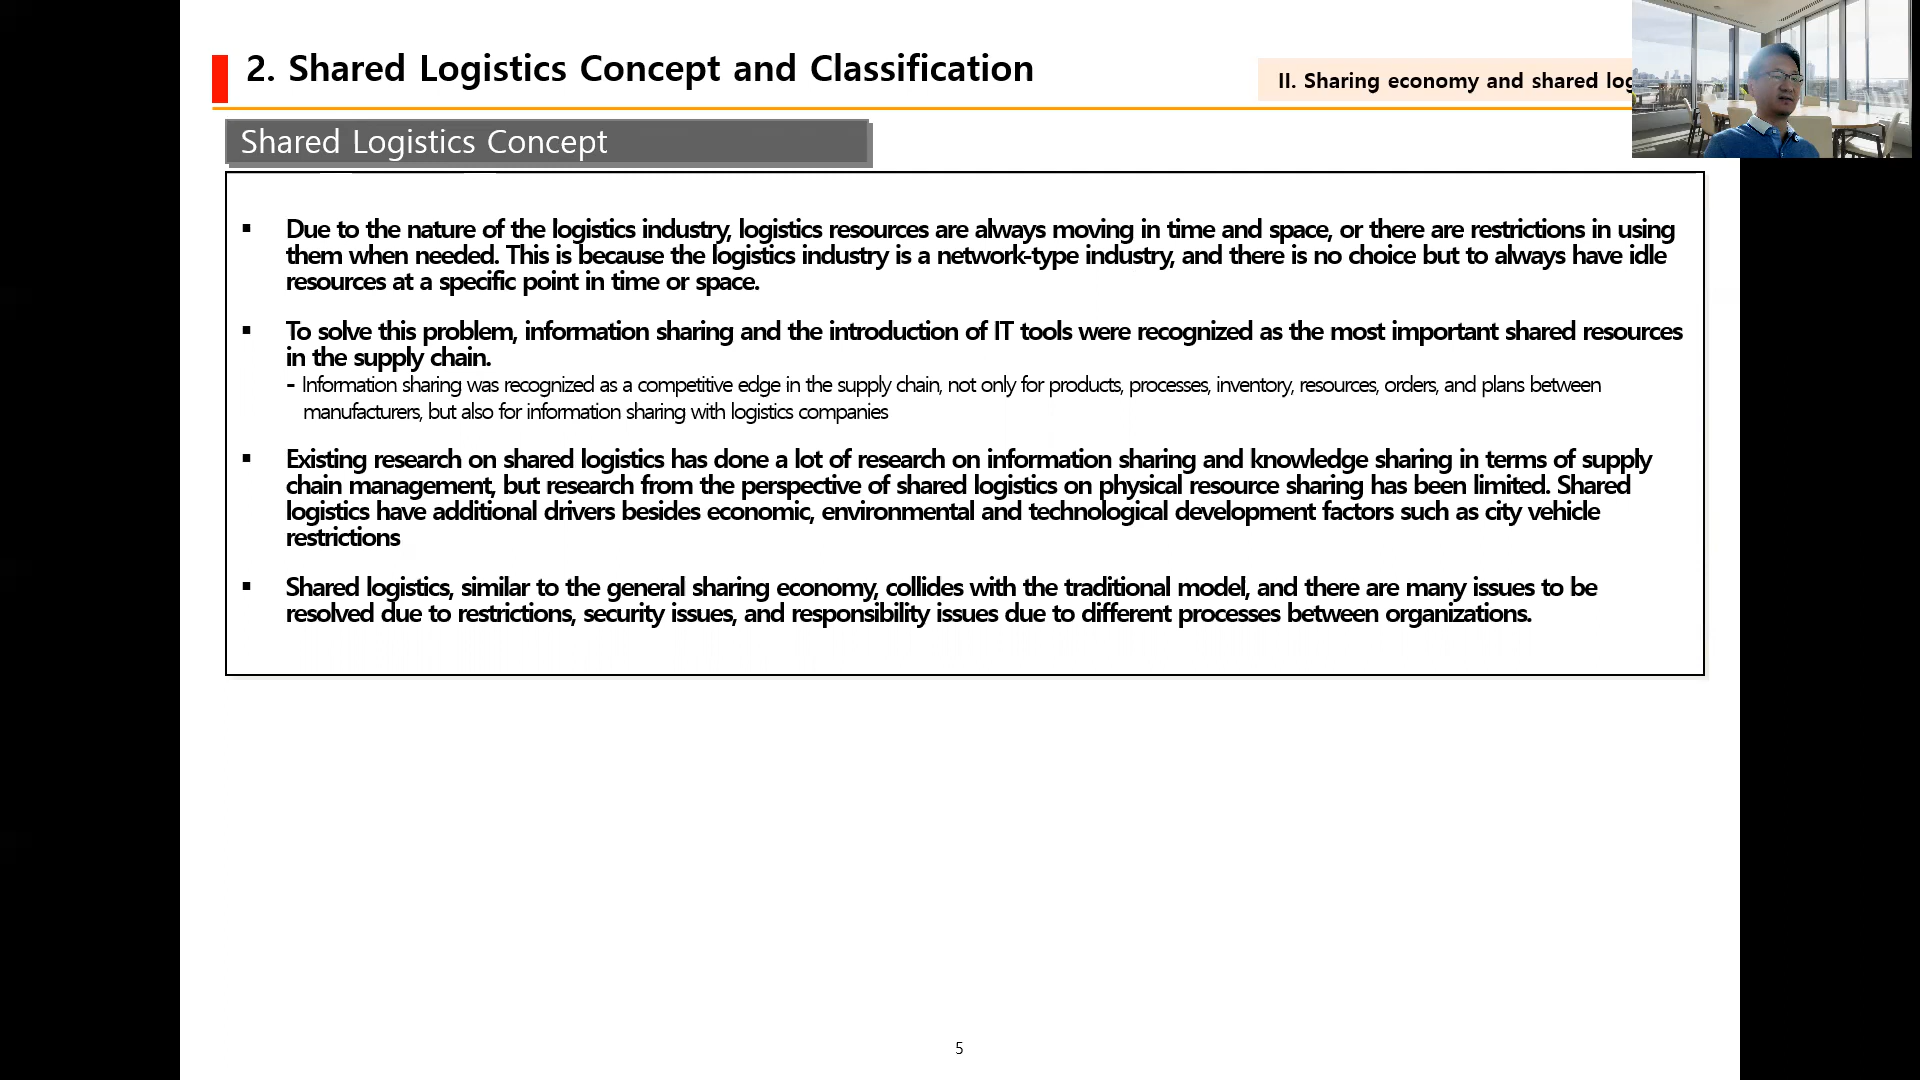 2. Shared Logistics Concept and Classification
II. Sharing economy and shared log
Shared Logistics Concept
▪ Due to the nature of the logistics industry, logistics resources are always moving in time and space, or there are restrictions in using
them when needed. This is because the logistics industry is a network-type industry, and there is no choice but to always have idle
resources at a specific point in time or space.
▪ To solve this problem, information sharing and the introduction of IT tools were recognized as the most important shared resources
in the supply chain.
- Information sharing was recognized as a competitive edge in the supply chain, not only for products, processes, inventory, resources, orders, and plans between
manufacturers, but also for information sharing with logistics companies
▪ Existing research on shared logistics has done a lot of research on information sharing and knowledge sharing in terms of supply
chain management, but research from the perspective of shared logistics on physical resource sharing has been limited. Shared
logistics have additional drivers besides economic, environmental and technological development factors such as city vehicle
restrictions
▪ Shared logistics, similar to the general sharing economy, collides with the traditional model, and there are many issues to be
resolved due to restrictions, security issues, and responsibility issues due to different processes between organizations.
5